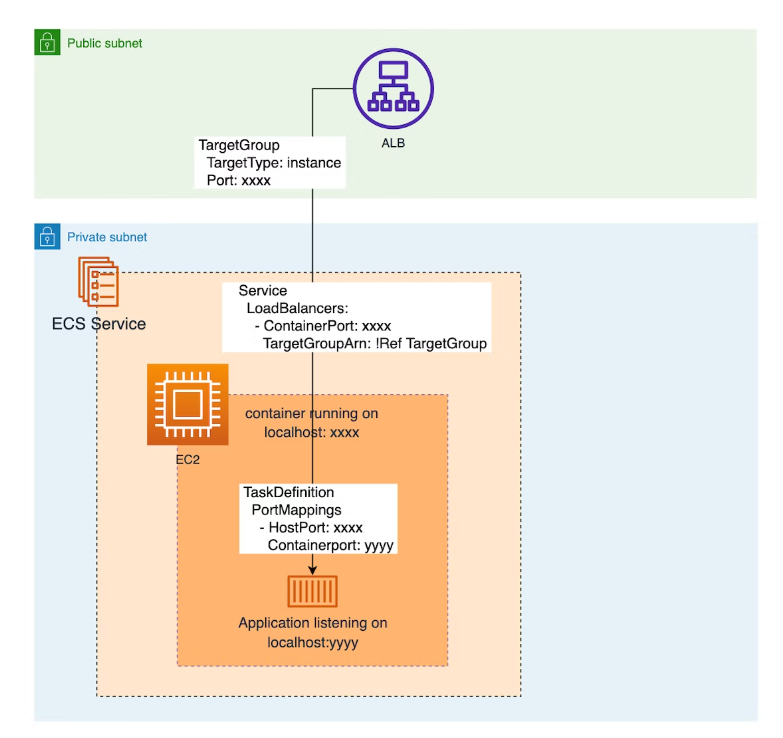 Public subnet
ALB
TargetGroup
TargetType: instance
Port: xxxx
Private subnet
ECS Service
Service
LoadBalancers:
- ContainerPort: xxxx
TargetGroupArn: !Ref TargetGroup
EC2
container running on
localhost: xxxx
TaskDefinition
PortMappings
- HostPort: xxxx
Containerport: yyyy
Application listening on
localhost:yyyy